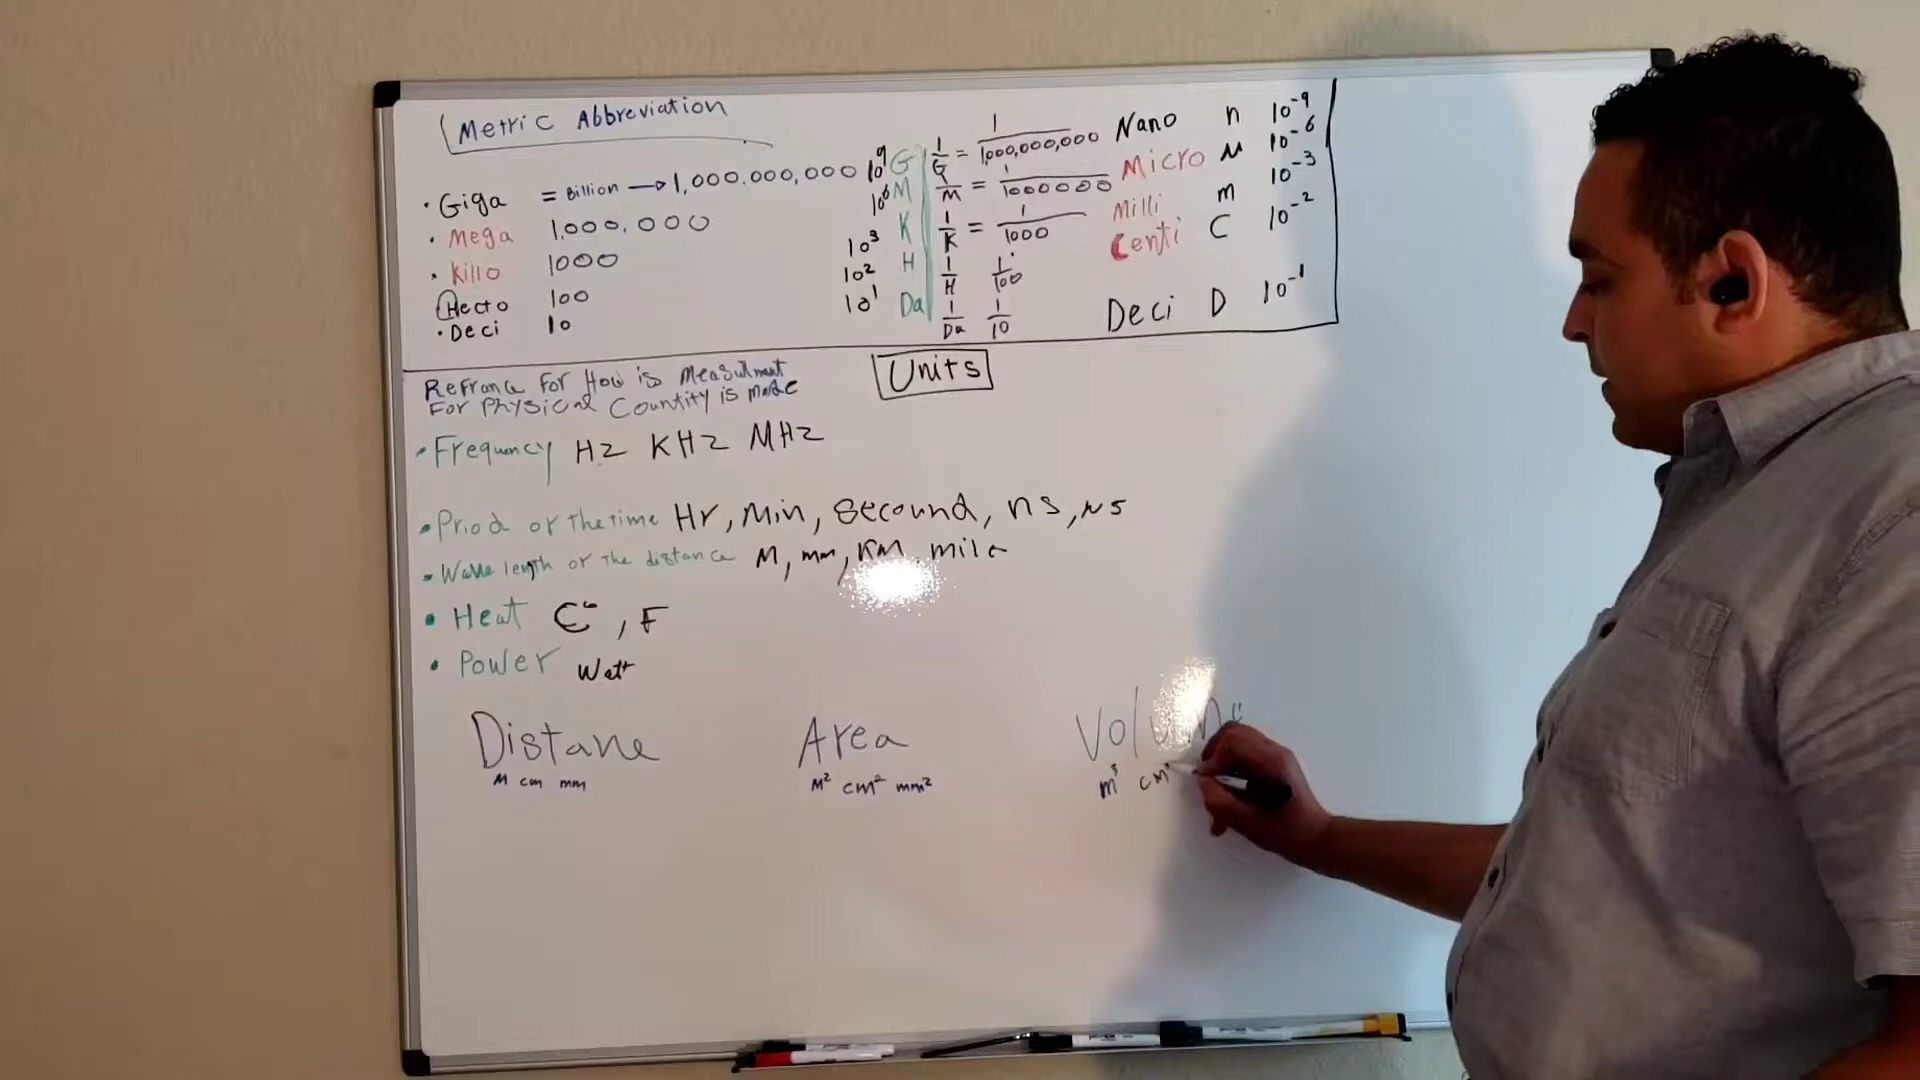 Metric Abbreviation
• Giga = Billion → 1,000.000,000 10⁹ G
• Mega 1,000,000 10⁶ M
• Killo 1000 10³ K
Hecto 100 10² H
• Deci 10 10¹ Da
1/G = 1/1,000,000,000 Nano n 10⁻⁹
1/M = 1/1000000 Micro M 10⁻⁶
1/K = 1/1000 Milli m 10⁻³
1/H 1/100 Centi C 10⁻²
1/Da 1/10 Deci D 10⁻¹
Units
Refrance For How is Measurment
For Physical Countity is made
• Frequency HZ KHZ MHZ
• Priod or the time Hr, Min, Secound, ns, Ms
• Wave length or the distance M, mm, KM, mile
• Heat C°, F
• Power Watt
Distane Area Volume
M cm mm M² cm² mm² m³ cm³